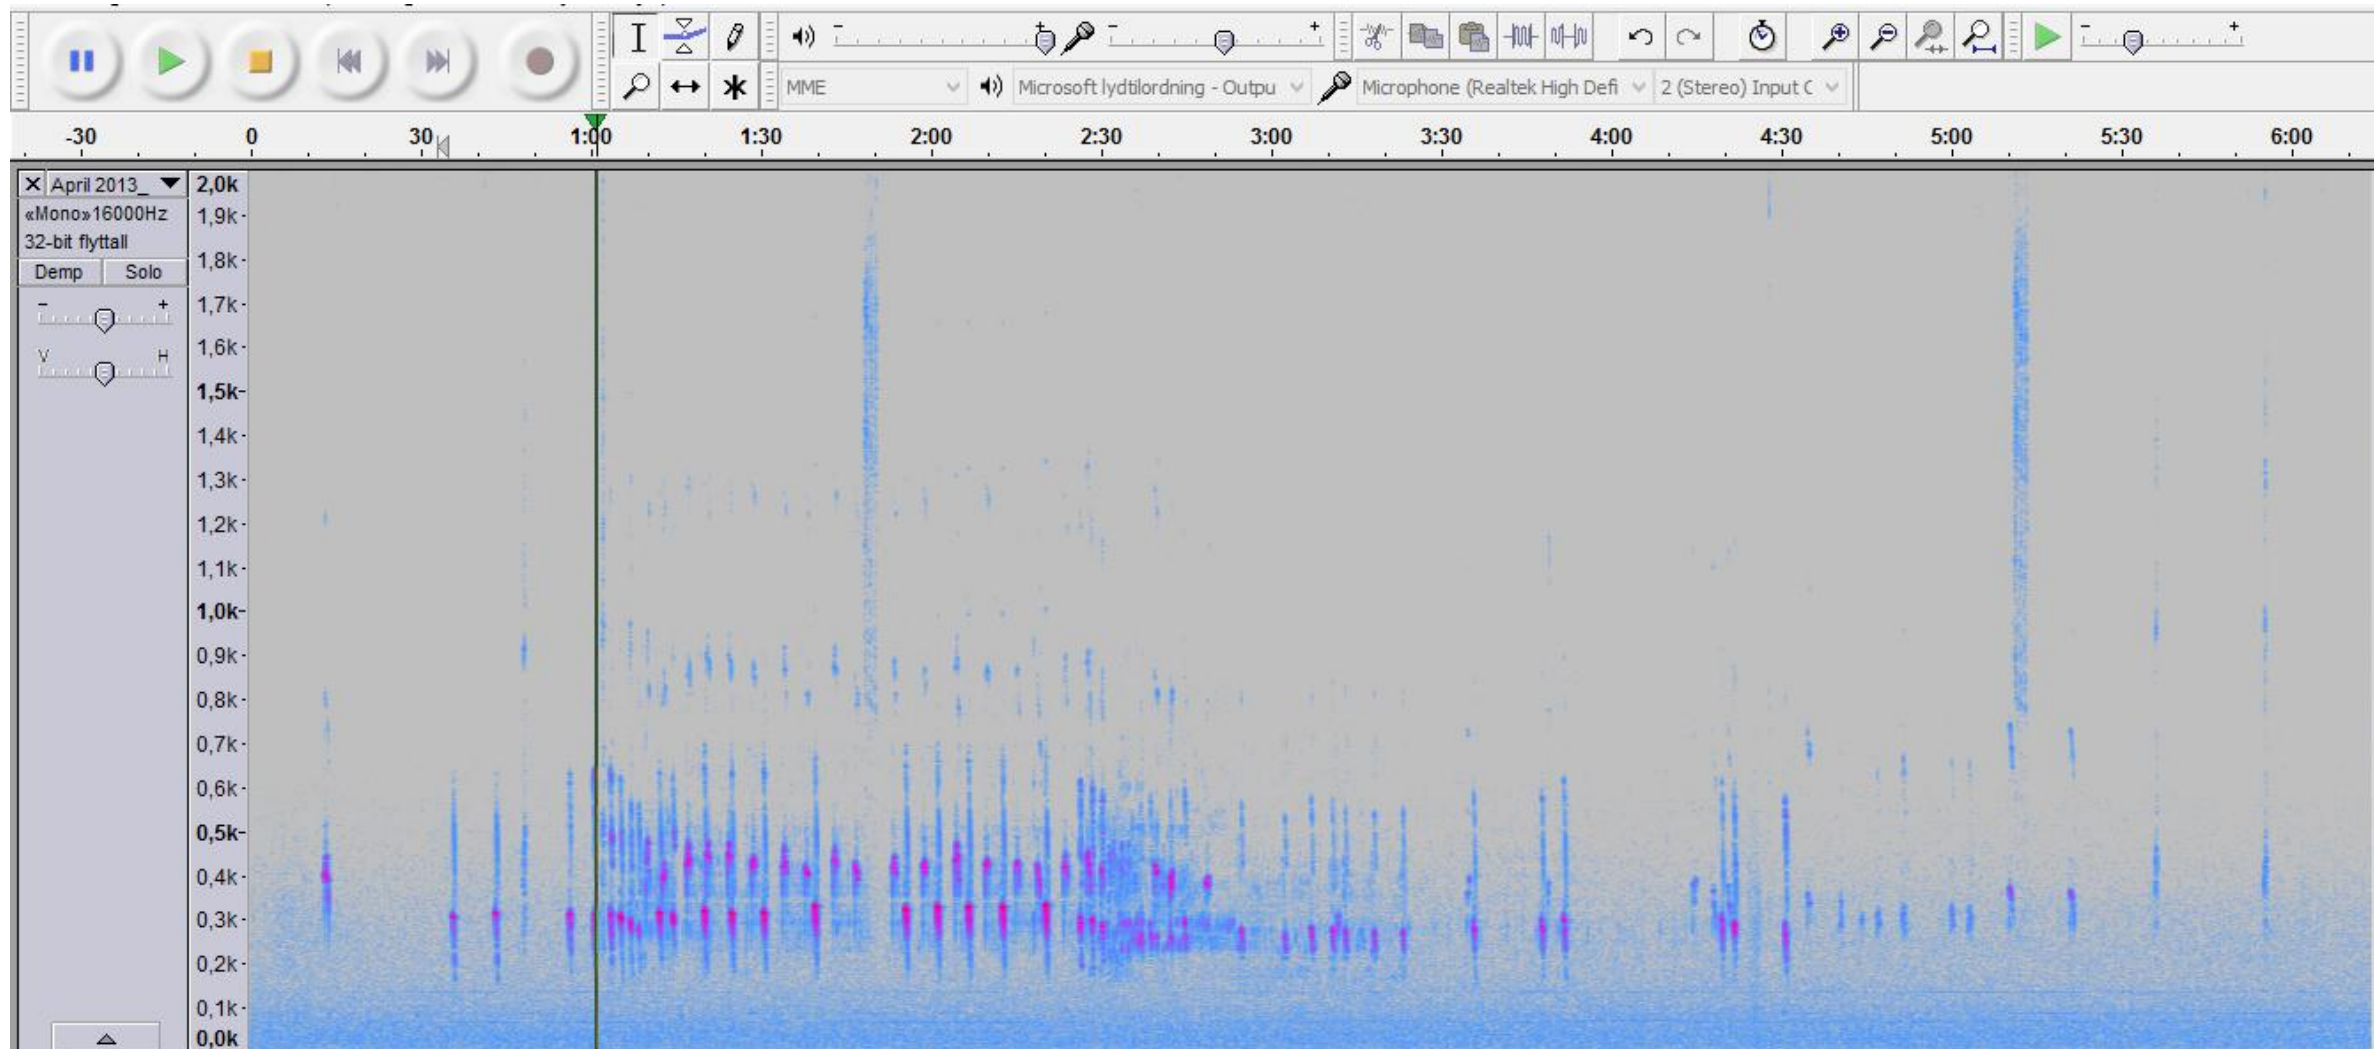 MME Microsoft lydtilordning - Outpu Microphone (Realtek High Defi 2 (Stereo) Input C
-30 0 30 1:00 1:30 2:00 2:30 3:00 3:30 4:00 4:30 5:00 5:30 6:00
April 2013_
«Mono»16000Hz
32-bit flyttall
Demp Solo
- +
V H
2,0k
1,9k
1,8k
1,7k
1,6k
1,5k
1,4k
1,3k
1,2k
1,1k
1,0k
0,9k
0,8k
0,7k
0,6k
0,5k
0,4k
0,3k
0,2k
0,1k
0,0k